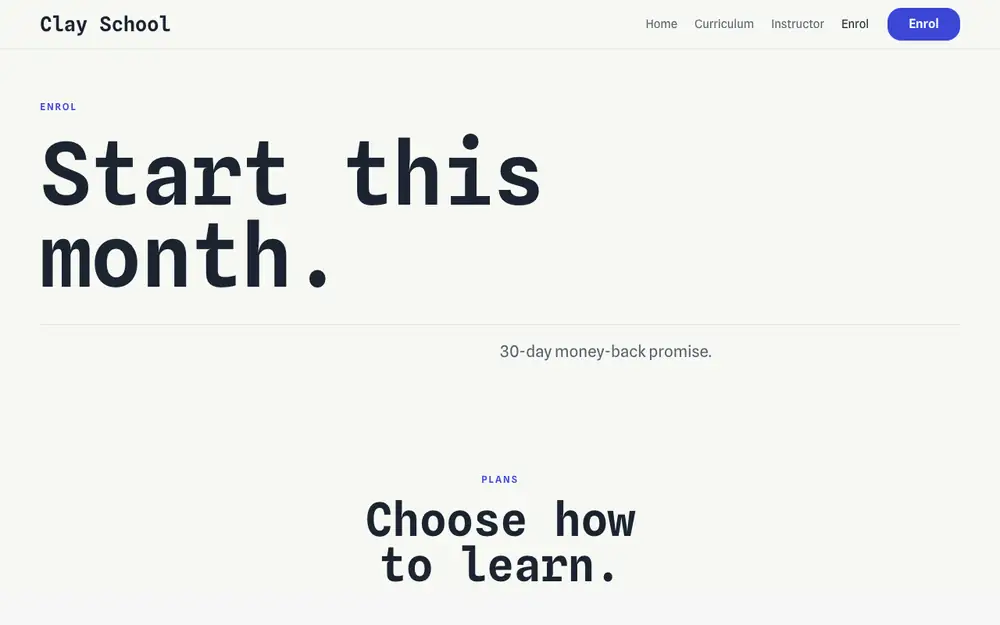 Clay School
Home Curriculum Instructor Enrol Enrol
ENROL
Start this
month.
30-day money-back promise.
PLANS
Choose how
to learn.